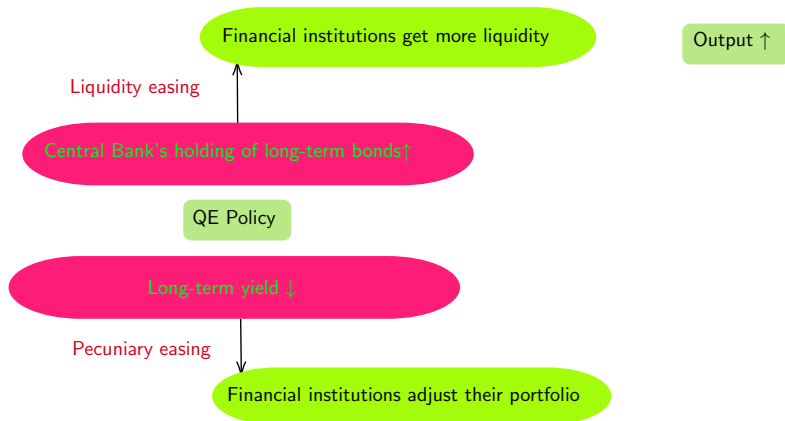 Financial institutions get more liquidity
Output ↑
Liquidity easing
Central Bank's holding of long-term bonds↑
QE Policy
Long-term yield ↓
Pecuniary easing
Financial institutions adjust their portfolio